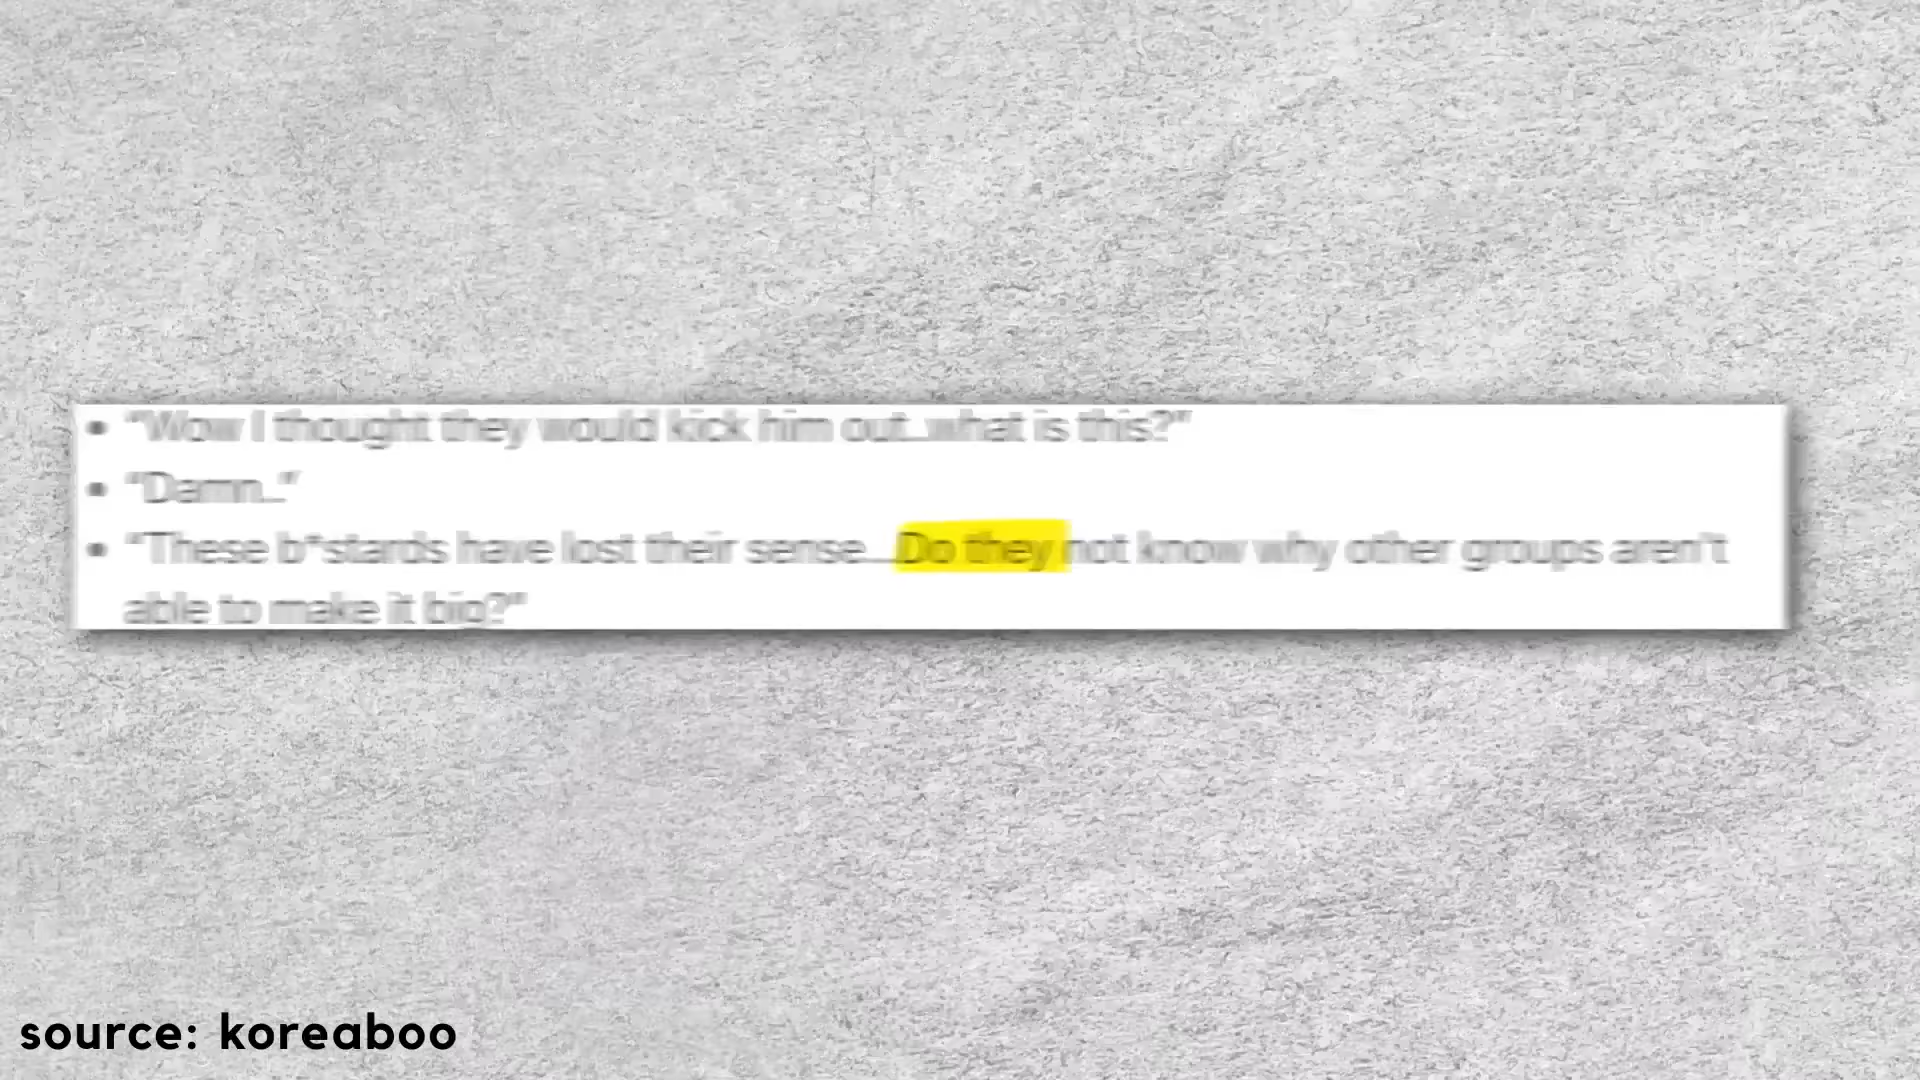 • "Wow I thought they would kick him out...what is this?"
• "Damn.."
• "These b*stards have lost their sense....Do they not know why other groups aren't
able to make it big?"
source: koreaboo